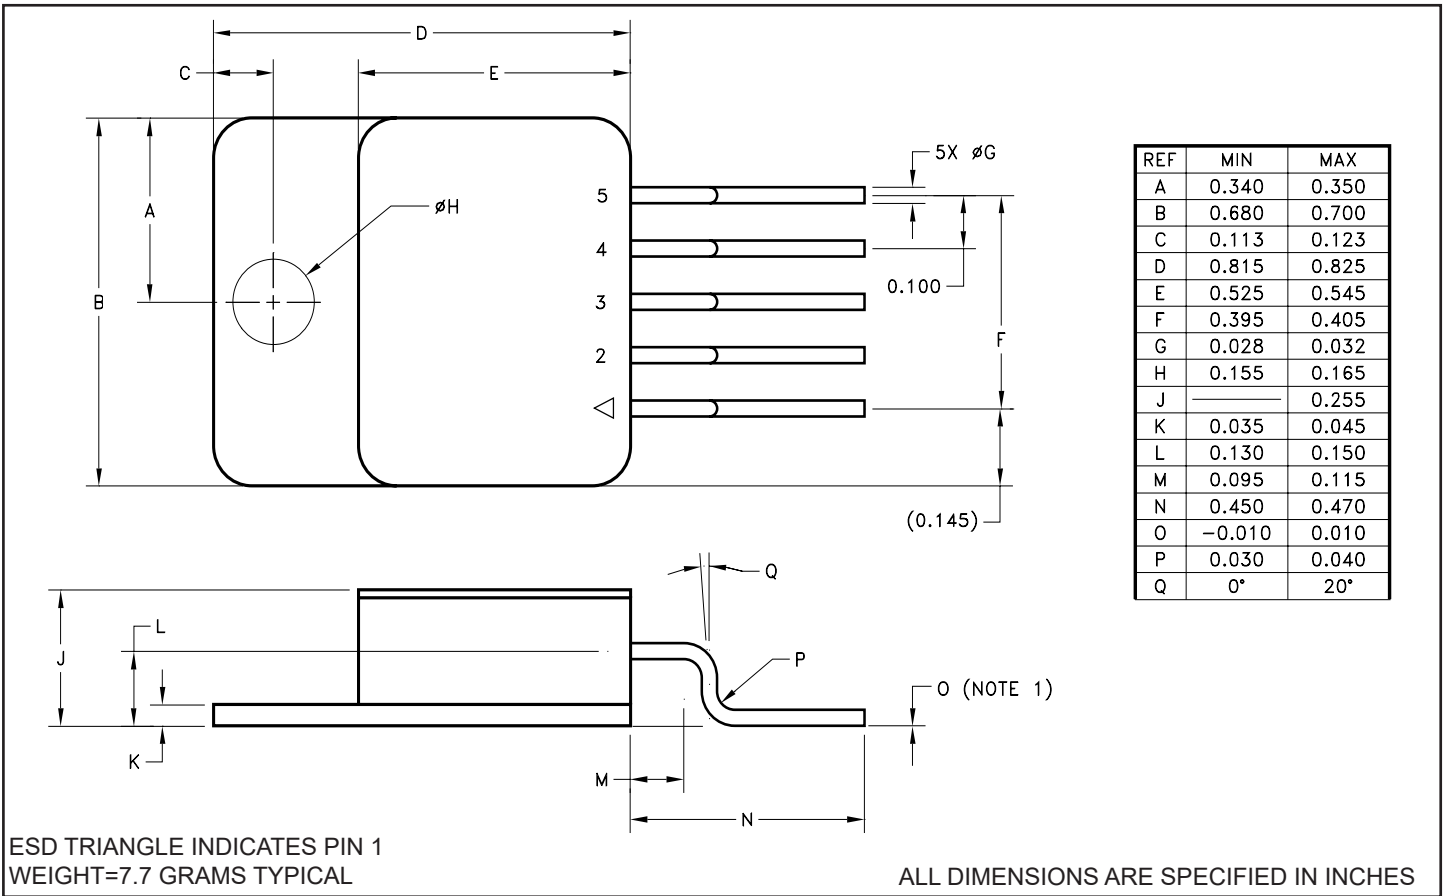 D
C
E
5X øG
A
øH
5
4
0.100
B
3
F
2
(0.145)
REF MIN MAX
A 0.340 0.350
B 0.680 0.700
C 0.113 0.123
D 0.815 0.825
E 0.525 0.545
F 0.395 0.405
G 0.028 0.032
H 0.155 0.165
J 0.255
K 0.035 0.045
L 0.130 0.150
M 0.095 0.115
N 0.450 0.470
O -0.010 0.010
P 0.030 0.040
Q 0° 20°
Q
L
J
P
O (NOTE 1)
K
M
N
ESD TRIANGLE INDICATES PIN 1
WEIGHT=7.7 GRAMS TYPICAL
ALL DIMENSIONS ARE SPECIFIED IN INCHES